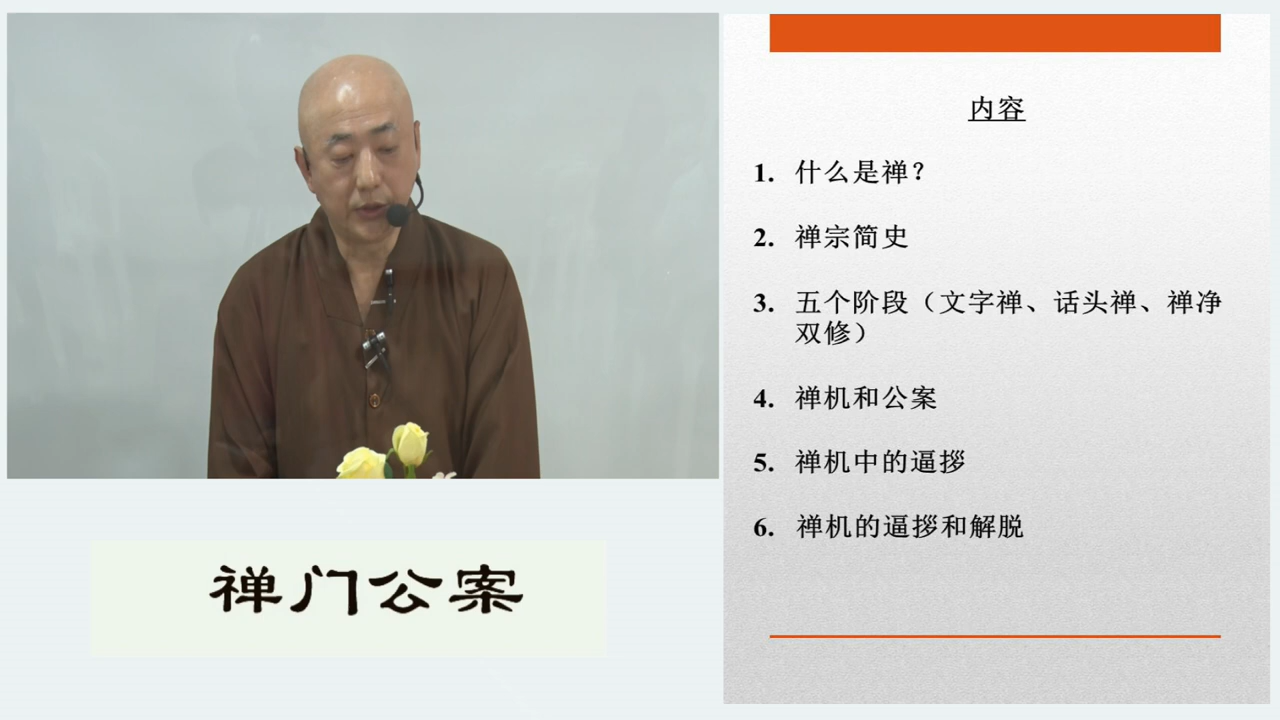 内容
1. 什么是禅？
2. 禅宗简史
3. 五个阶段（文字禅、话头禅、禅净
双修）
4. 禅机和公案
5. 禅机中的逼拶
6. 禅机的逼拶和解脱
禅门公案